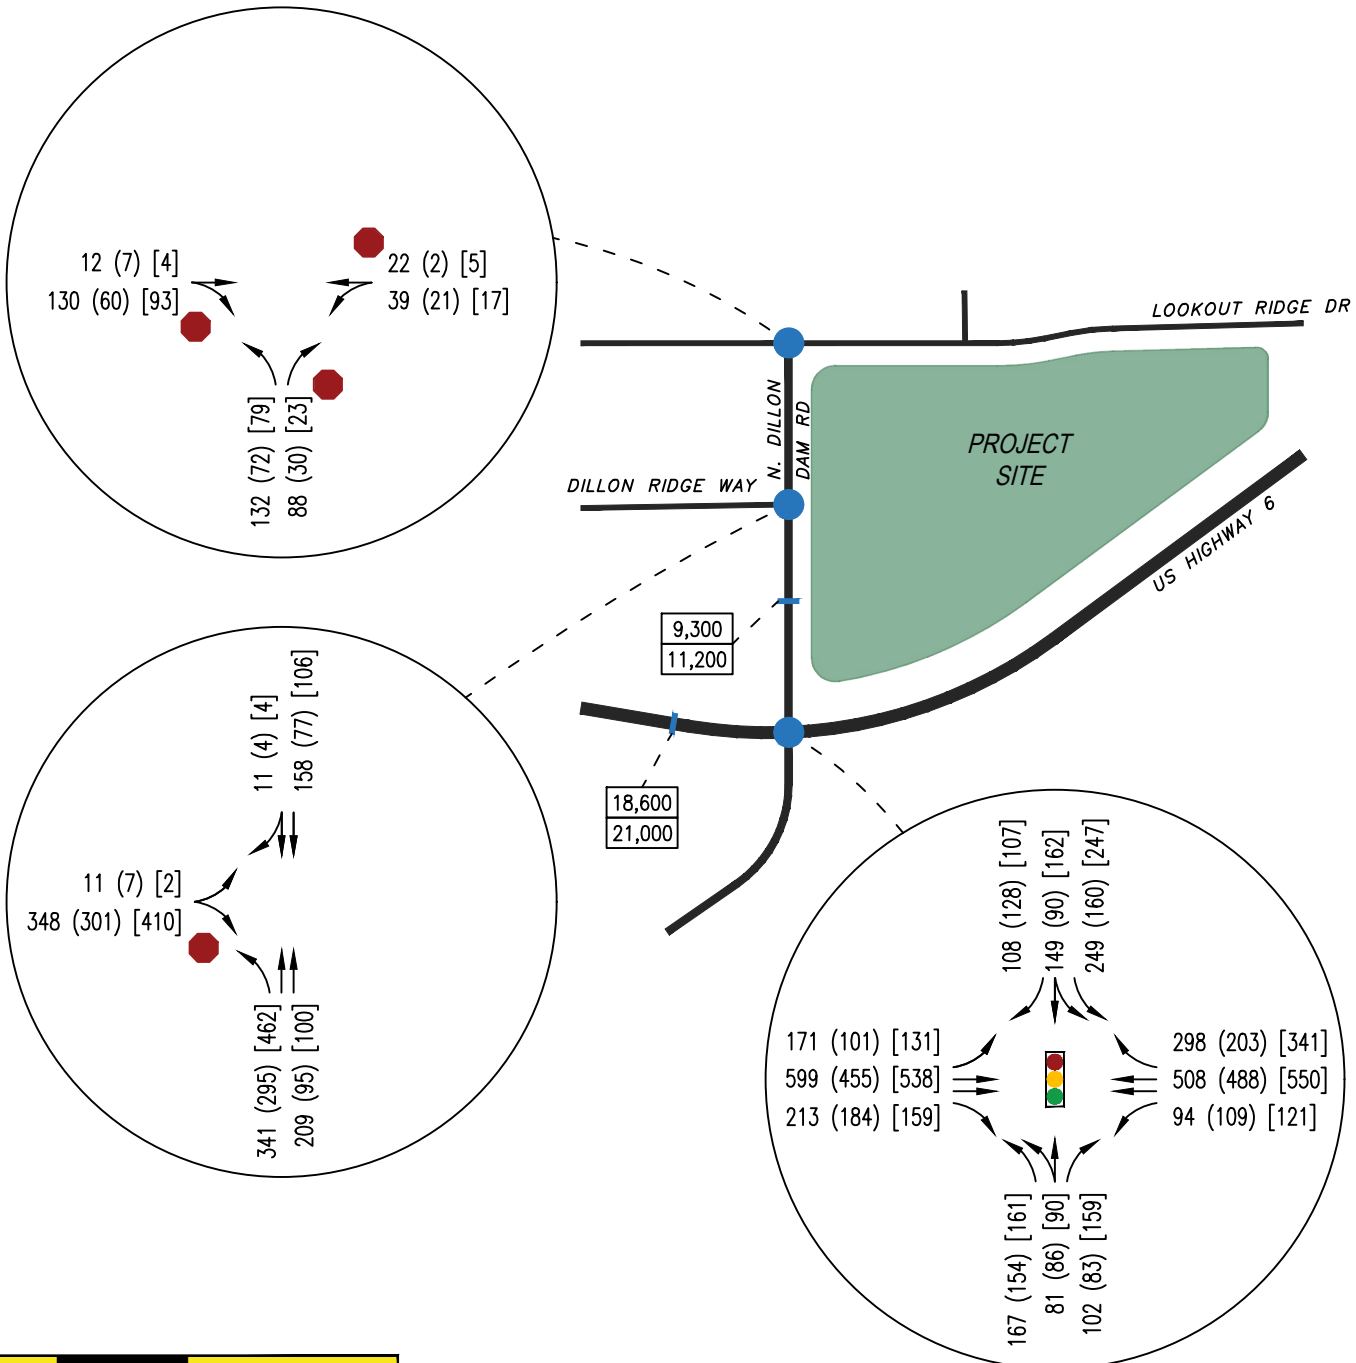 12 (7) [4]
130 (60) [93]
22 (2) [5]
39 (21) [17]
132 (72) [79]
88 (30) [23]
LOOKOUT RIDGE DR
N. DILLON
DAM RD
PROJECT
SITE
DILLON RIDGE WAY
US HIGHWAY 6
9,300
11,200
18,600
21,000
11 (4) [4]
158 (77) [106]
11 (7) [2]
348 (301) [410]
341 (295) [462]
209 (95) [100]
108 (128) [107]
149 (90) [162]
249 (160) [247]
171 (101) [131]
599 (455) [538]
213 (184) [159]
298 (203) [341]
508 (488) [550]
94 (109) [121]
167 (154) [161]
81 (86) [90]
102 (83) [159]